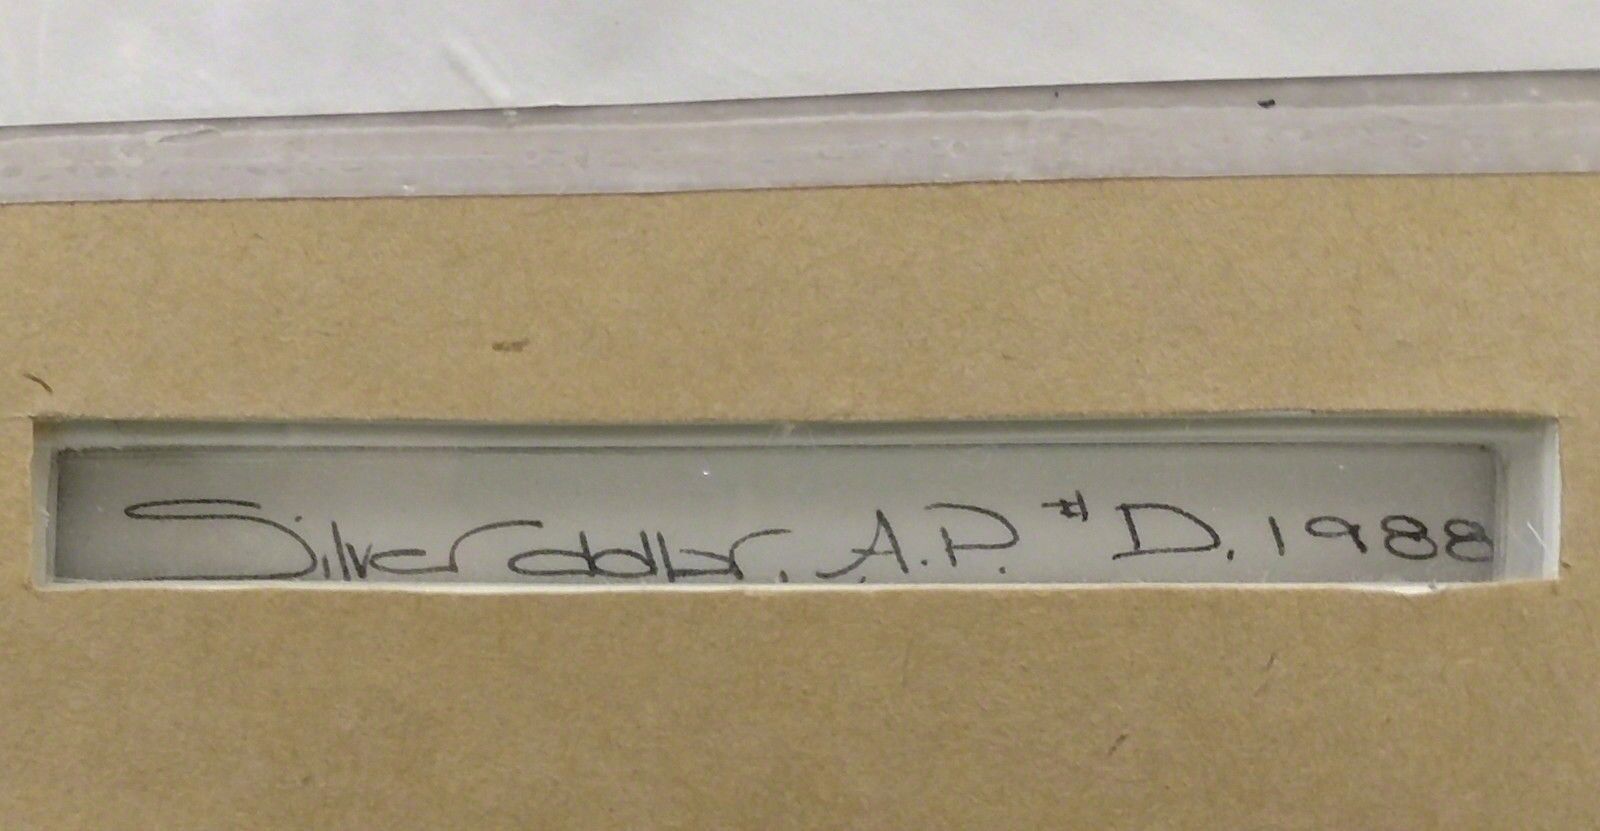 Silver dollar. A.P. #D. 1988